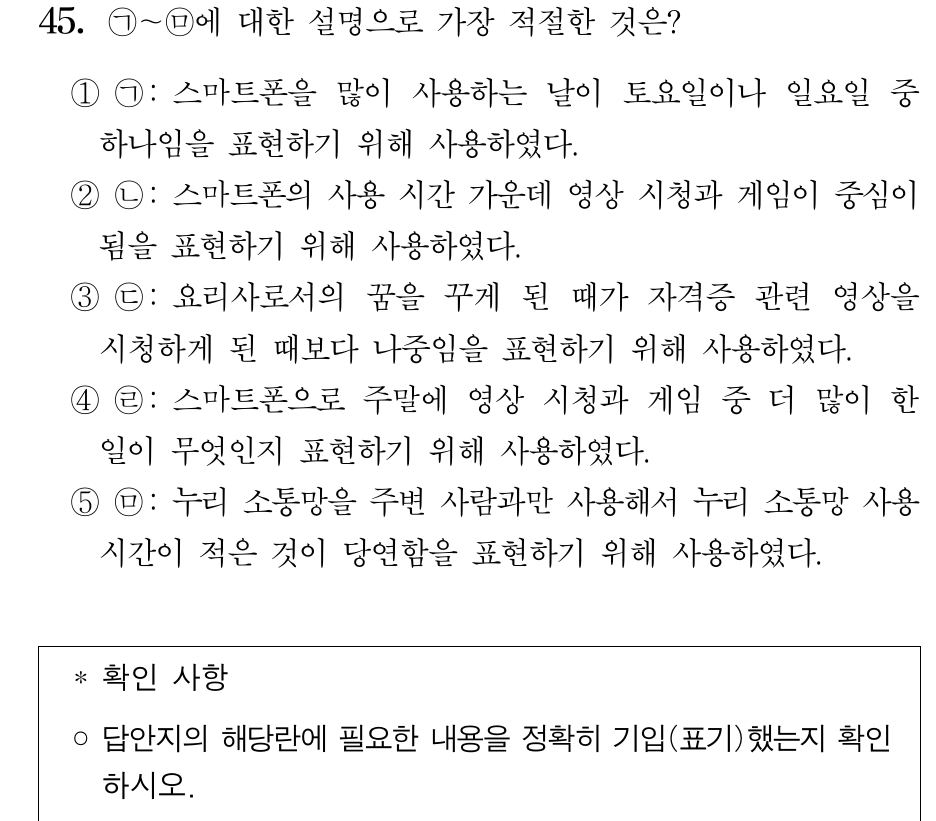 45. ㉠~㉤에 대한 설명으로 가장 적절한 것은?
① ㉠: 스마트폰을 많이 사용하는 날이 토요일이나 일요일 중
하나임을 표현하기 위해 사용하였다.
② ㉡: 스마트폰의 사용 시간 가운데 영상 시청과 게임이 중심이
됨을 표현하기 위해 사용하였다.
③ ㉢: 요리사로서의 꿈을 꾸게 된 때가 자격증 관련 영상을
시청하게 된 때보다 나중임을 표현하기 위해 사용하였다.
④ ㉣: 스마트폰으로 주말에 영상 시청과 게임 중 더 많이 한
일이 무엇인지 표현하기 위해 사용하였다.
⑤ ㉤: 누리 소통망을 주변 사람과만 사용해서 누리 소통망 사용
시간이 적은 것이 당연함을 표현하기 위해 사용하였다.
* 확인 사항
○ 답안지의 해당란에 필요한 내용을 정확히 기입(표기)했는지 확인
하시오.